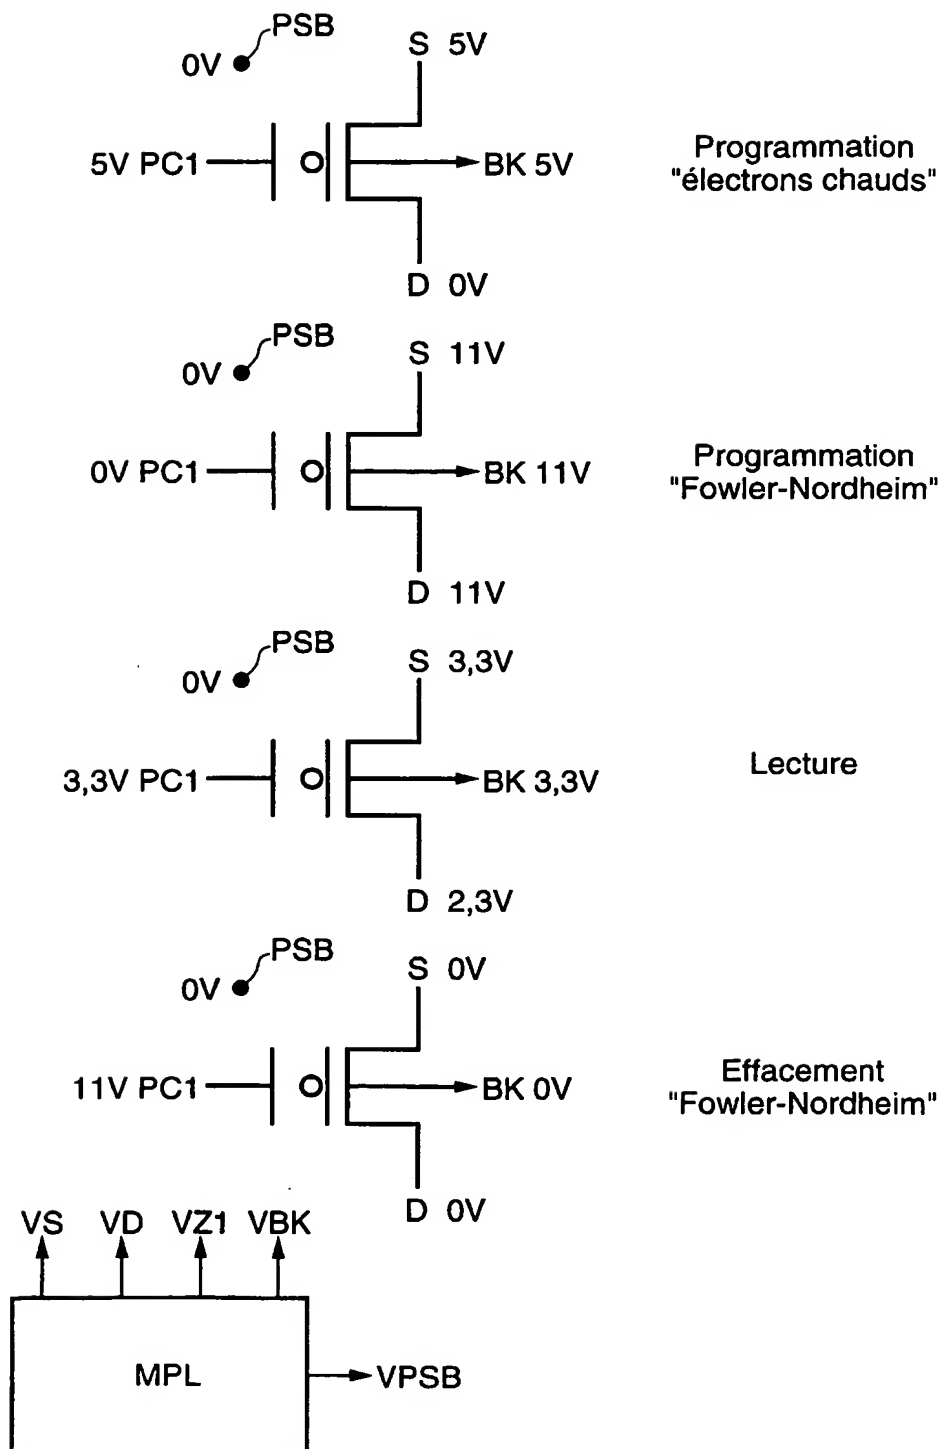 PSB
0V
S 5V
5V PC1
BK 5V
Programmation
"électrons chauds"
D 0V
PSB
0V
S 11V
0V PC1
BK 11V
Programmation
"Fowler-Nordheim"
D 11V
PSB
0V
S 3,3V
3,3V PC1
BK 3,3V
Lecture
D 2,3V
PSB
0V
S 0V
11V PC1
BK 0V
Effacement
"Fowler-Nordheim"
D 0V
VS VD VZ1 VBK
MPL
VPSB